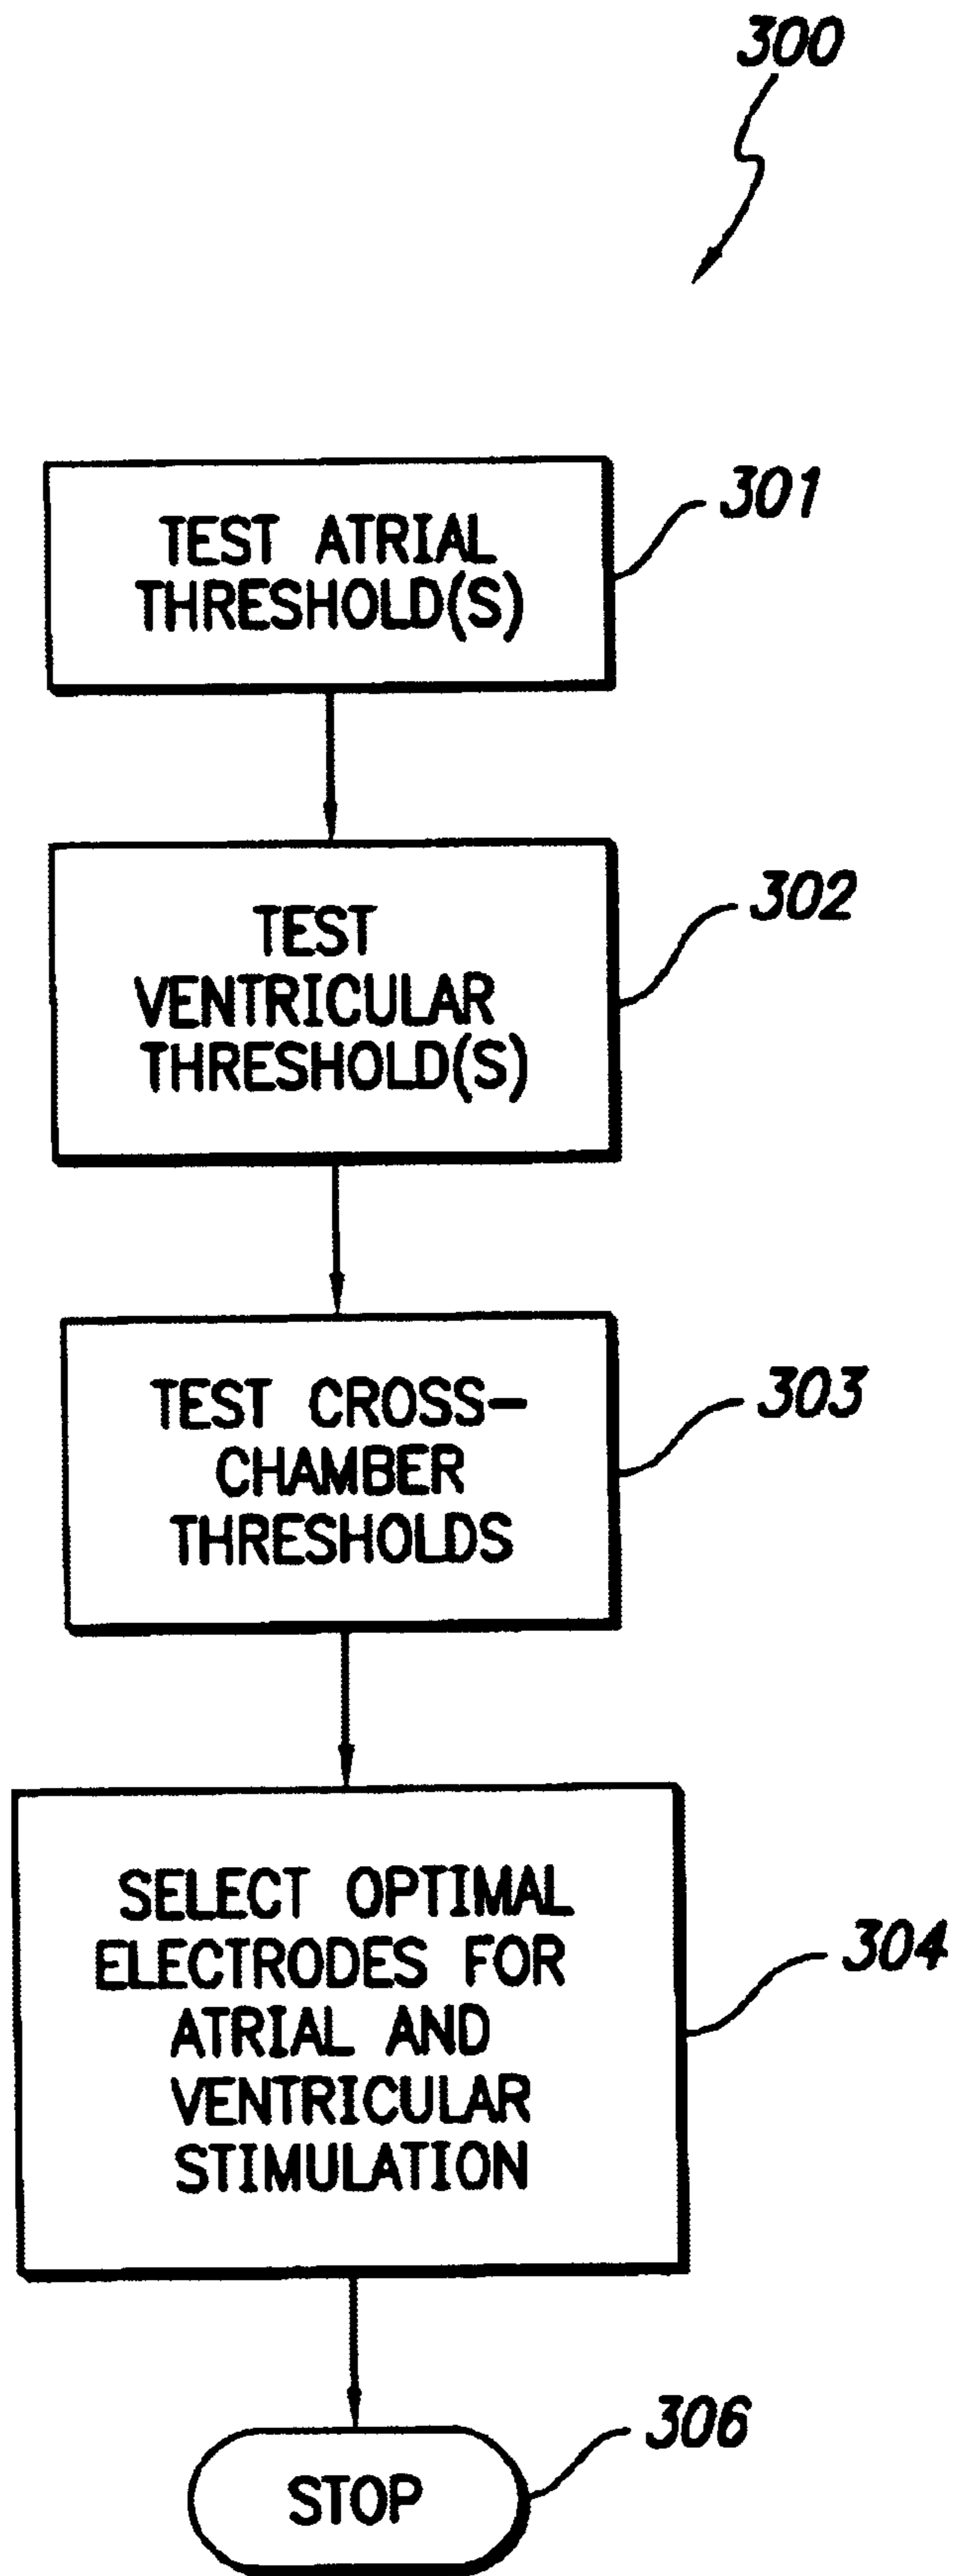 300
TEST ATRIAL
THRESHOLD(S)
301
TEST
VENTRICULAR
THRESHOLD(S)
302
TEST CROSS-
CHAMBER
THRESHOLDS
303
SELECT OPTIMAL
ELECTRODES FOR
ATRIAL AND
VENTRICULAR
STIMULATION
304
STOP
306